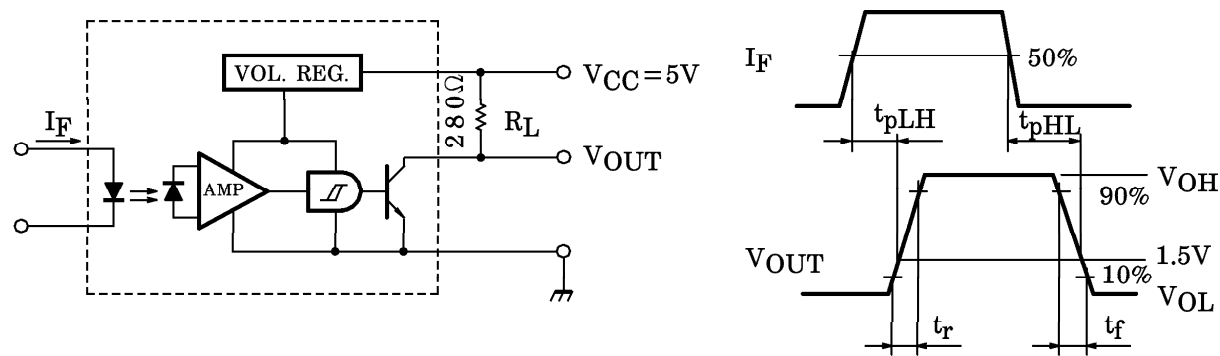 VOL. REG.
VCC=5V
280Ω
RL
IF
VOUT
AMP
IF
50%
tpLH
tpHL
VOH
90%
VOUT
1.5V
10%
VOL
tr
tf